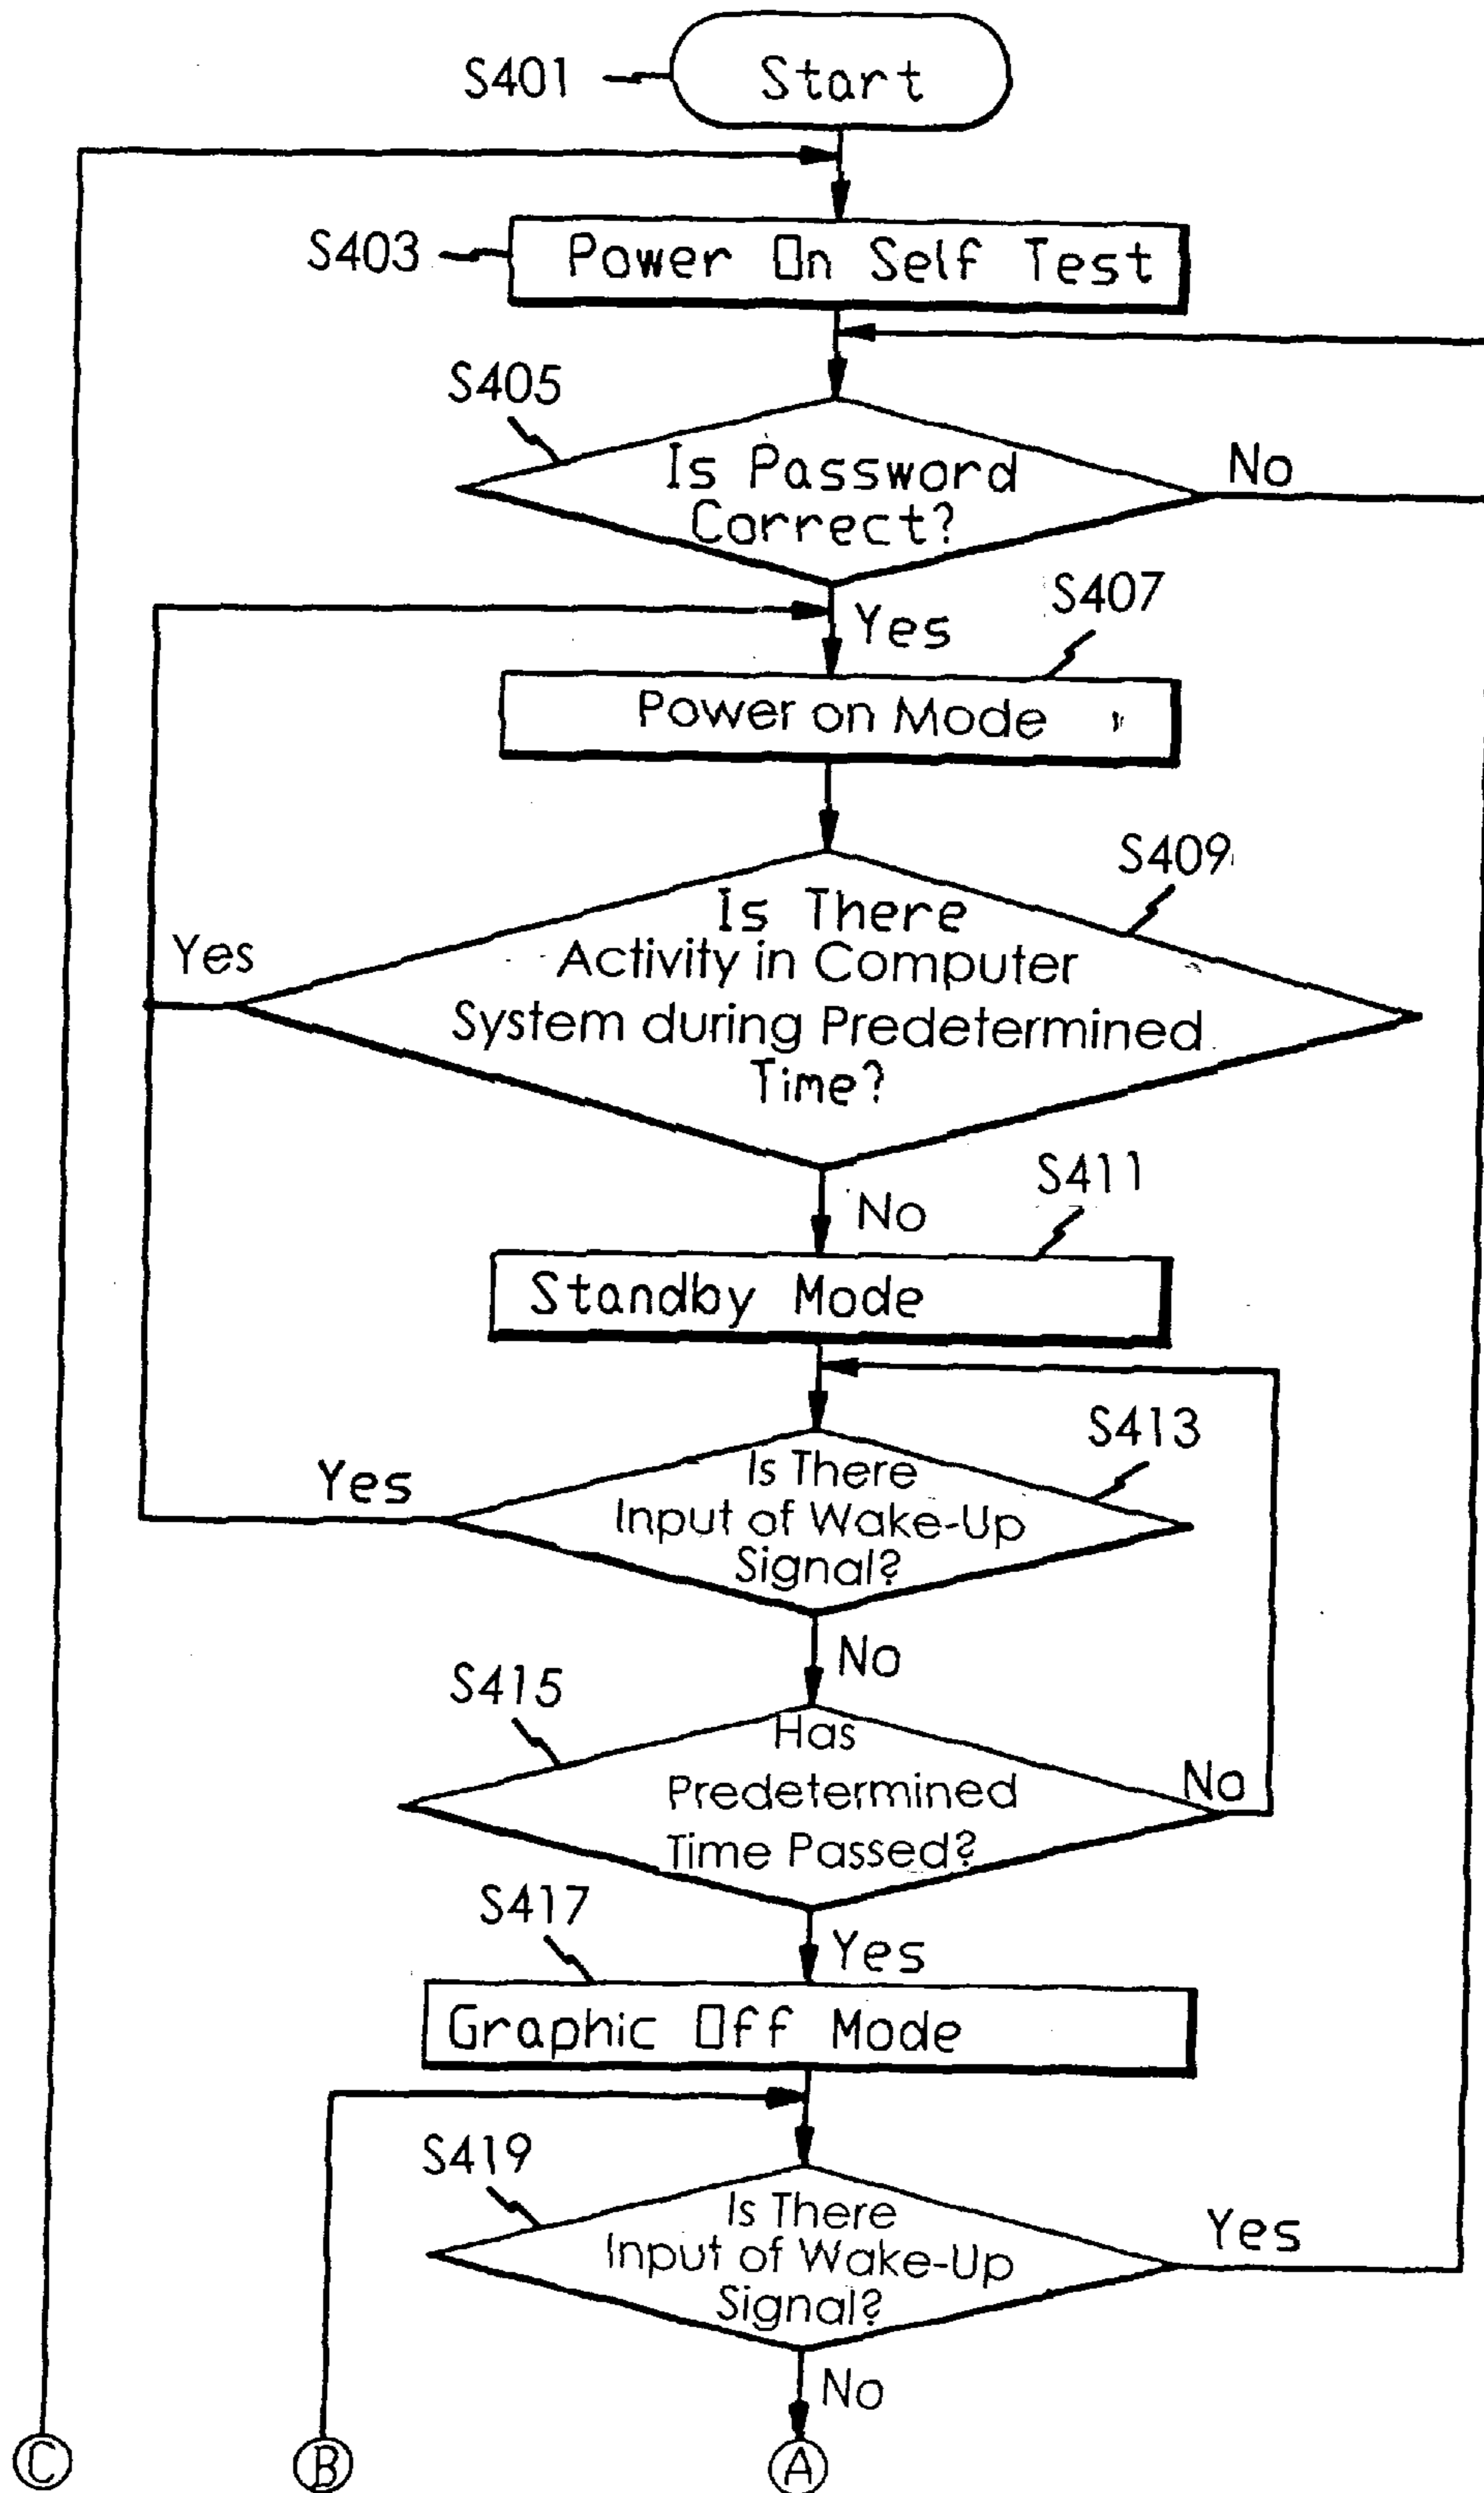 S401
Start
S403
Power On Self Test
S405
Is Password
Correct?
No
Yes
S407
Power on Mode
S409
Is There
Activity in Computer
System during Predetermined
Time?
Yes
No
S411
Standby Mode
S413
Is There
Input of Wake-Up
Signal?
Yes
No
S415
Has
Predetermined
Time Passed?
No
S417
Yes
Graphic Off Mode
S419
Is There
Input of Wake-Up
Signal?
Yes
No
C
B
A